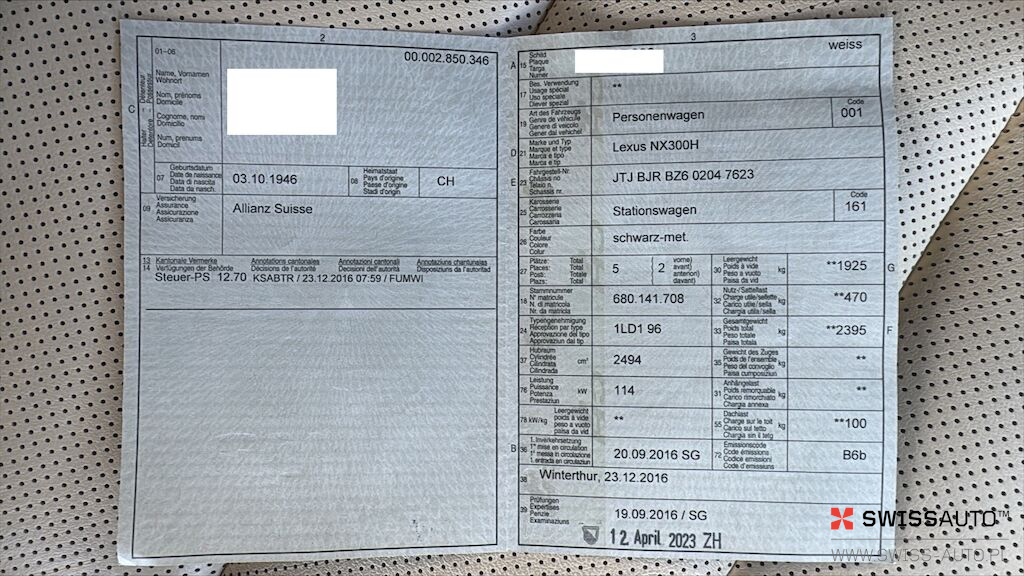 2
00.002.850.346
01-06
C
Halter – Détenteur
Detentore – Possessur
Name, Vornamen
Wohnort
Nom, prénoms
Domicile
Cognome, nomi
Domicilio
Num, prenums
Domicil
07
Geburtsdatum
Date de naissance
Data di nascita
Data da nasch.
03.10.1946
08
Heimatstaat
Pays d'origine
Paese d'origine
Stadi d'origin
CH
09
Versicherung
Assurance
Assicurazione
Assicuranza
Allianz Suisse
13
14
Kantonale Vermerke
Verfügungen der Behörde
Annotations cantonales
Décisions de l'autorité
Annotazioni cantonali
Decisioni dell'autorità
Annotaziuns chantunalas
Disposiziuns da l'autoritad
Steuer-PS 12.70 KSABTR / 23.12.2016 07:59 / FUMWI
3
A 15
Schild
Plaque
Targa
Numer
weiss
17
Bes. Verwendung
Usage spécial
Uso speciale
Diever spezial
**
19
Art des Fahrzeugs
Genre de véhicule
Genere di veicolo
Gener dal vehichel
Personenwagen
Code
001
D 21
Marke und Typ
Marque et type
Marca e tipo
Marca e tip
Lexus NX300H
E 23
Fahrgestell-Nr.
Châssis no
Telaio n.
Schassis nr.
JTJ BJR BZ6 0204 7623
25
Karosserie
Carrosserie
Carrozzeria
Carossaria
Stationswagen
Code
161
26
Farbe
Couleur
Colore
Colur
schwarz-met.
27
Plätze: Total
Places: Total
Posti: Totale
Plazs: Total
5
( 2
vorne)
avant)
anteriori)
davant)
30
Leergewicht
Poids à vide
Peso a vuoto
Paisa da vid
kg
**1925
G
18
Stammnummer
N° matricule
N. di matricola
Nr. da matricla
680.141.708
32
Nutz-/Sattellast
Charge utile/sellette
Carico utile/sella
Chargia utila/sella
kg
**470
24
Typengenehmigung
Réception par type
Approvazione del tipo
Approvaziun dal tip
1LD1 96
33
Gesamtgewicht
Poids total
Peso totale
Paisa totala
kg
**2395
F
37
Hubraum
Cylindrée
Cilindrata
Cilindrada
cm³
2494
35
Gewicht des Zuges
Poids de l'ensemble
Peso del convoglio
Paisa cumposiziun
kg
**
76
Leistung
Puissance
Potenza
Prestaziun
kW
114
31
Anhängelast
Poids remorquable
Carico rimorchiato
Chargia annexa
kg
**
78 kW/kg
Leergewicht
poids à vide
peso a vuoto
paisa da vid
**
55
Dachlast
Charge sur le toit
Carico sul tetto
Chargia sin il tetg
kg
**100
B 36
1. Inverkehrsetzung
1re mise en circulation
1a messa in circolazione
1. entrada en circulaziun
20.09.2016 SG
72
Emissionscode
Code émissions
Codice emissioni
Code d'emissiuns
B6b
38
Winterthur, 23.12.2016
39
Prüfungen
Expertises
Perizie
Examinaziuns
19.09.2016 / SG
12. April 2023 ZH
SWISSAUTO™
WWW.SWISS-AUTO.PL